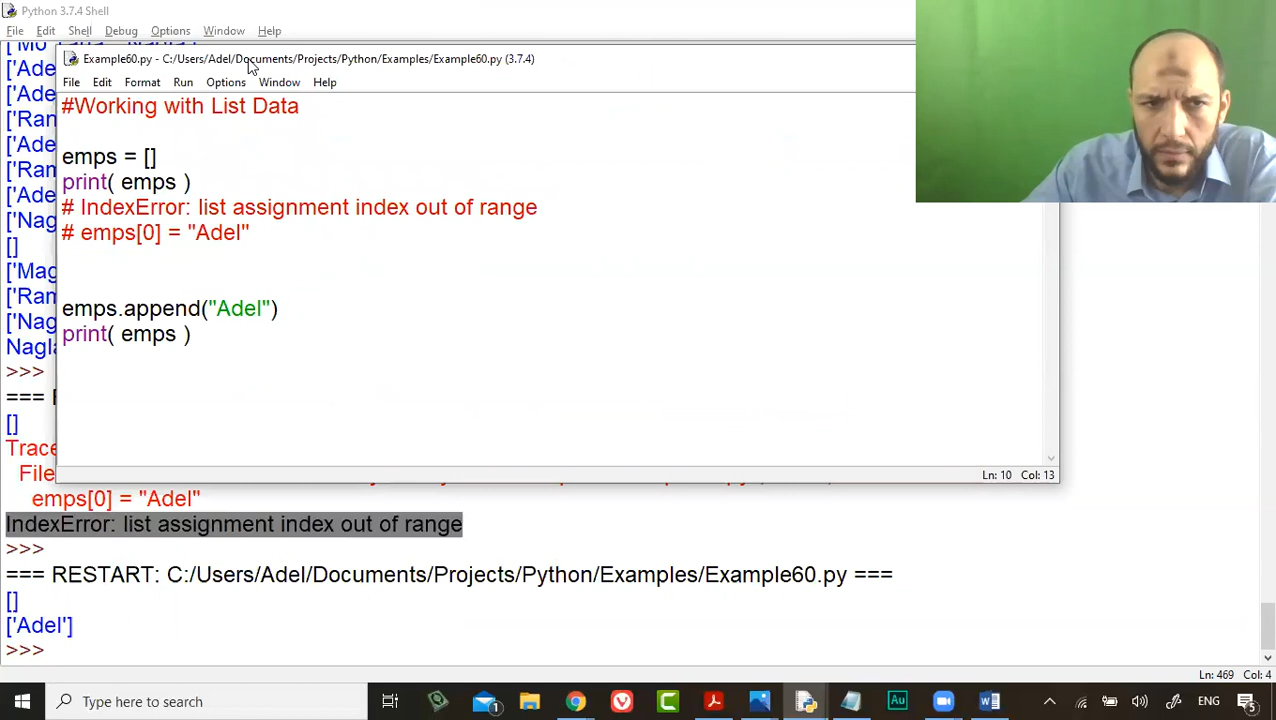 Python 3.7.4 Shell
File Edit Shell Debug Options Window Help
['Ade
['Ade
['Ran
['Ade
['Ran
['Ade
['Nag
[]
['Mag
['Ran
['Nag
Nagla
>>>
===
[]
Trace
File
emps[0] = "Adel"
IndexError: list assignment index out of range
>>>
=== RESTART: C:/Users/Adel/Documents/Projects/Python/Examples/Example60.py ===
[]
['Adel']
>>>
Ln: 469 Col: 4
Example60.py - C:/Users/Adel/Documents/Projects/Python/Examples/Example60.py (3.7.4)
File Edit Format Run Options Window Help
#Working with List Data
emps = []
print( emps )
# IndexError: list assignment index out of range
# emps[0] = "Adel"
emps.append("Adel")
print( emps )
Ln: 10 Col: 13
Type here to search
1
Au
W
ENG
5